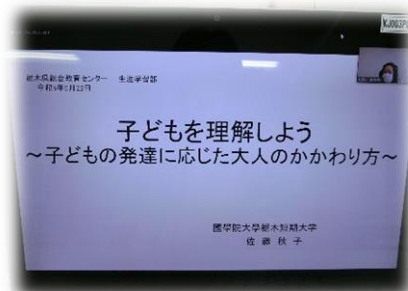 栃木県総合教育センター　生涯学習部
子どもを理解しよう
～子どもの発達に応じた大人のかかわり方～
國學院大學栃木短期大学
佐藤秋子